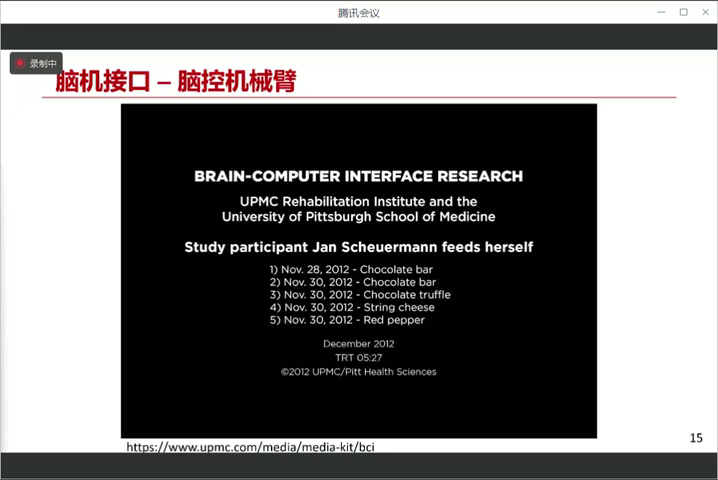 腾讯会议
录制中
脑机接口 – 脑控机械臂
BRAIN-COMPUTER INTERFACE RESEARCH
UPMC Rehabilitation Institute and the
University of Pittsburgh School of Medicine
Study participant Jan Scheuermann feeds herself
1) Nov. 28, 2012 - Chocolate bar
2) Nov. 30, 2012 - Chocolate bar
3) Nov. 30, 2012 - Chocolate truffle
4) Nov. 30, 2012 - String cheese
5) Nov. 30, 2012 - Red pepper
December 2012
TRT 05:27
©2012 UPMC/Pitt Health Sciences
15
https://www.upmc.com/media/media-kit/bci